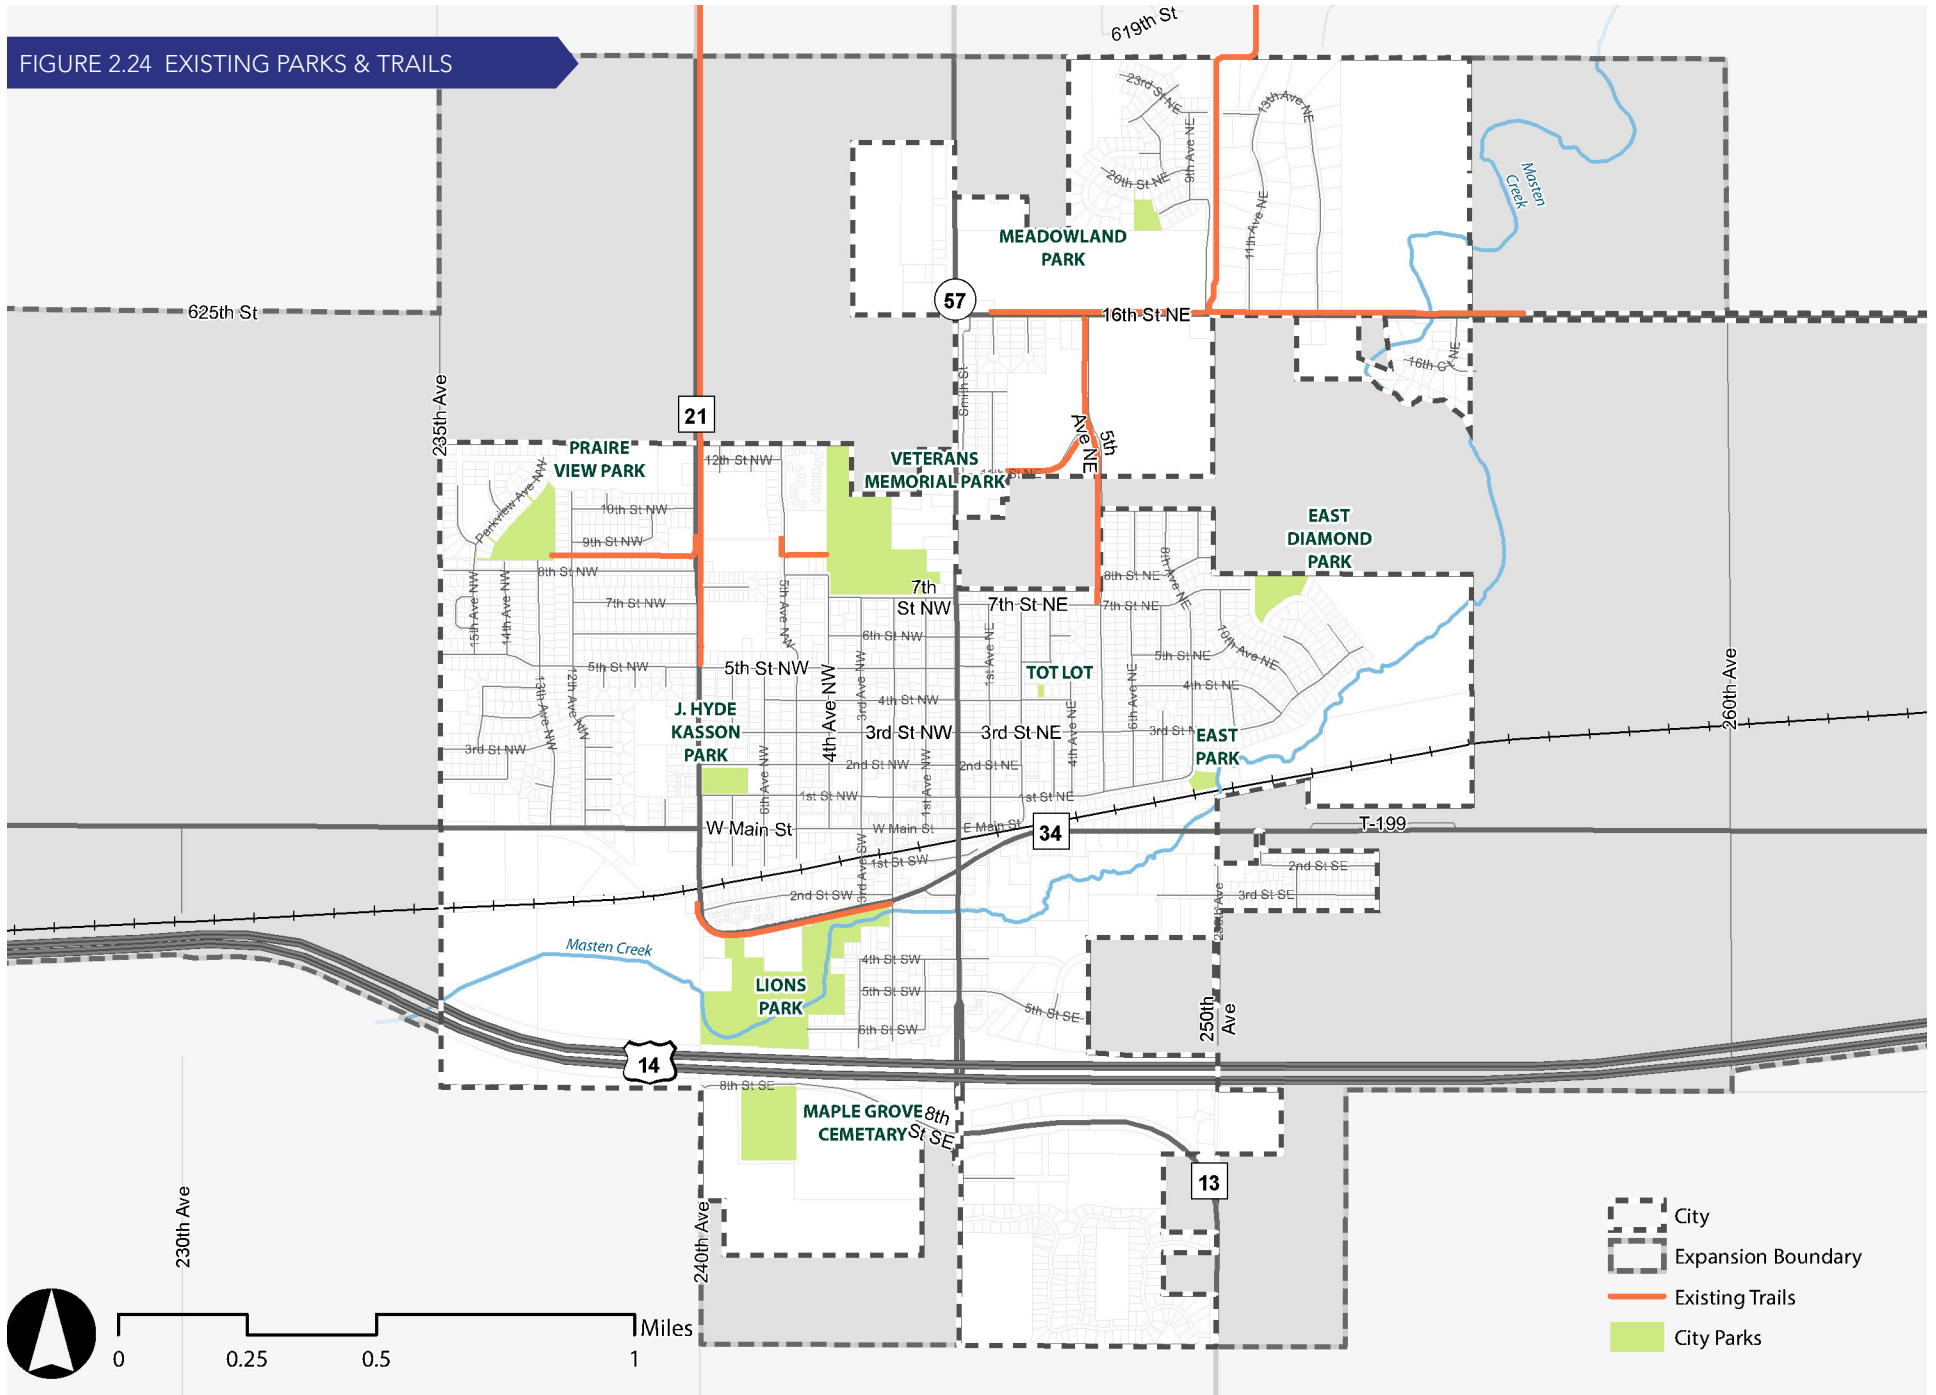 FIGURE 2.24 EXISTING PARKS & TRAILS
619th St
23rd St NE
13th Ave NE
9th Ave NE
20th St NE
11th Ave NE
Masten
Creek
MEADOWLAND
PARK
57
625th St
16th St NE
16th Ct NE
Smith St
235th Ave
21
5th
Ave NE
PRAIRE
VIEW PARK
12th St NW
VETERANS
MEMORIAL PARK
11th St NE
Parkview Ave NW
10th St NW
9th St NW
EAST
DIAMOND
PARK
8th St NW
8th St NE
8th Ave NE
7th
St NW
7th St NE
7th St NE
7th St NW
15th Ave NW
14th Ave NW
5th Ave NW
6th St NW
1st Ave NE
10th Ave NE
5th St NW
5th St NW
5th St NE
TOT LOT
4th St NW
4th St NE
13th Ave NW
12th Ave NW
4th Ave NW
3rd Ave NW
6th Ave NE
4th Ave NE
260th Ave
J. HYDE
KASSON
PARK
3rd St NW
3rd St NW
3rd St NE
3rd St NE
EAST
PARK
2nd St NW
2nd St NE
6th Ave NW
1st Ave NW
1st St NW
1st St NE
W Main St
W Main St
E Main St
34
T-199
3rd Ave SW
1st St SW
2nd St SW
2nd St SE
3rd St SE
250th Ave
Masten Creek
4th St SW
LIONS
PARK
5th St SW
5th St SE
6th St SW
250th
Ave
14
8th St SE
MAPLE GROVE
CEMETARY
8th
St SE
13
230th Ave
240th Ave
City
Expansion Boundary
Existing Trails
City Parks
Miles
0 0.25 0.5 1